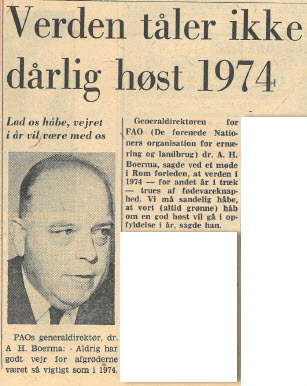 Verden tåler ikke
dårlig høst 1974
Lad os håbe, vejret
i år vil være med os
Generaldirektøren for
FAO (De forenede Natio-
ners organisation for ernæ-
ring og landbrug) dr. A. H.
Boerma, sagde ved et møde
i Rom forleden, at verden i
1974 — for andet år i træk
— trues af fødevareknap-
hed. Vi må sandelig håbe,
at vort (altid grønne) håb
om en god høst vil gå i op-
fyldelse i år, sagde han.
FAOs generaldirektør, dr.
A H. Boerma: - Aldrig har
godt vejr for afgrøderne
været så vigtigt som i 1974.